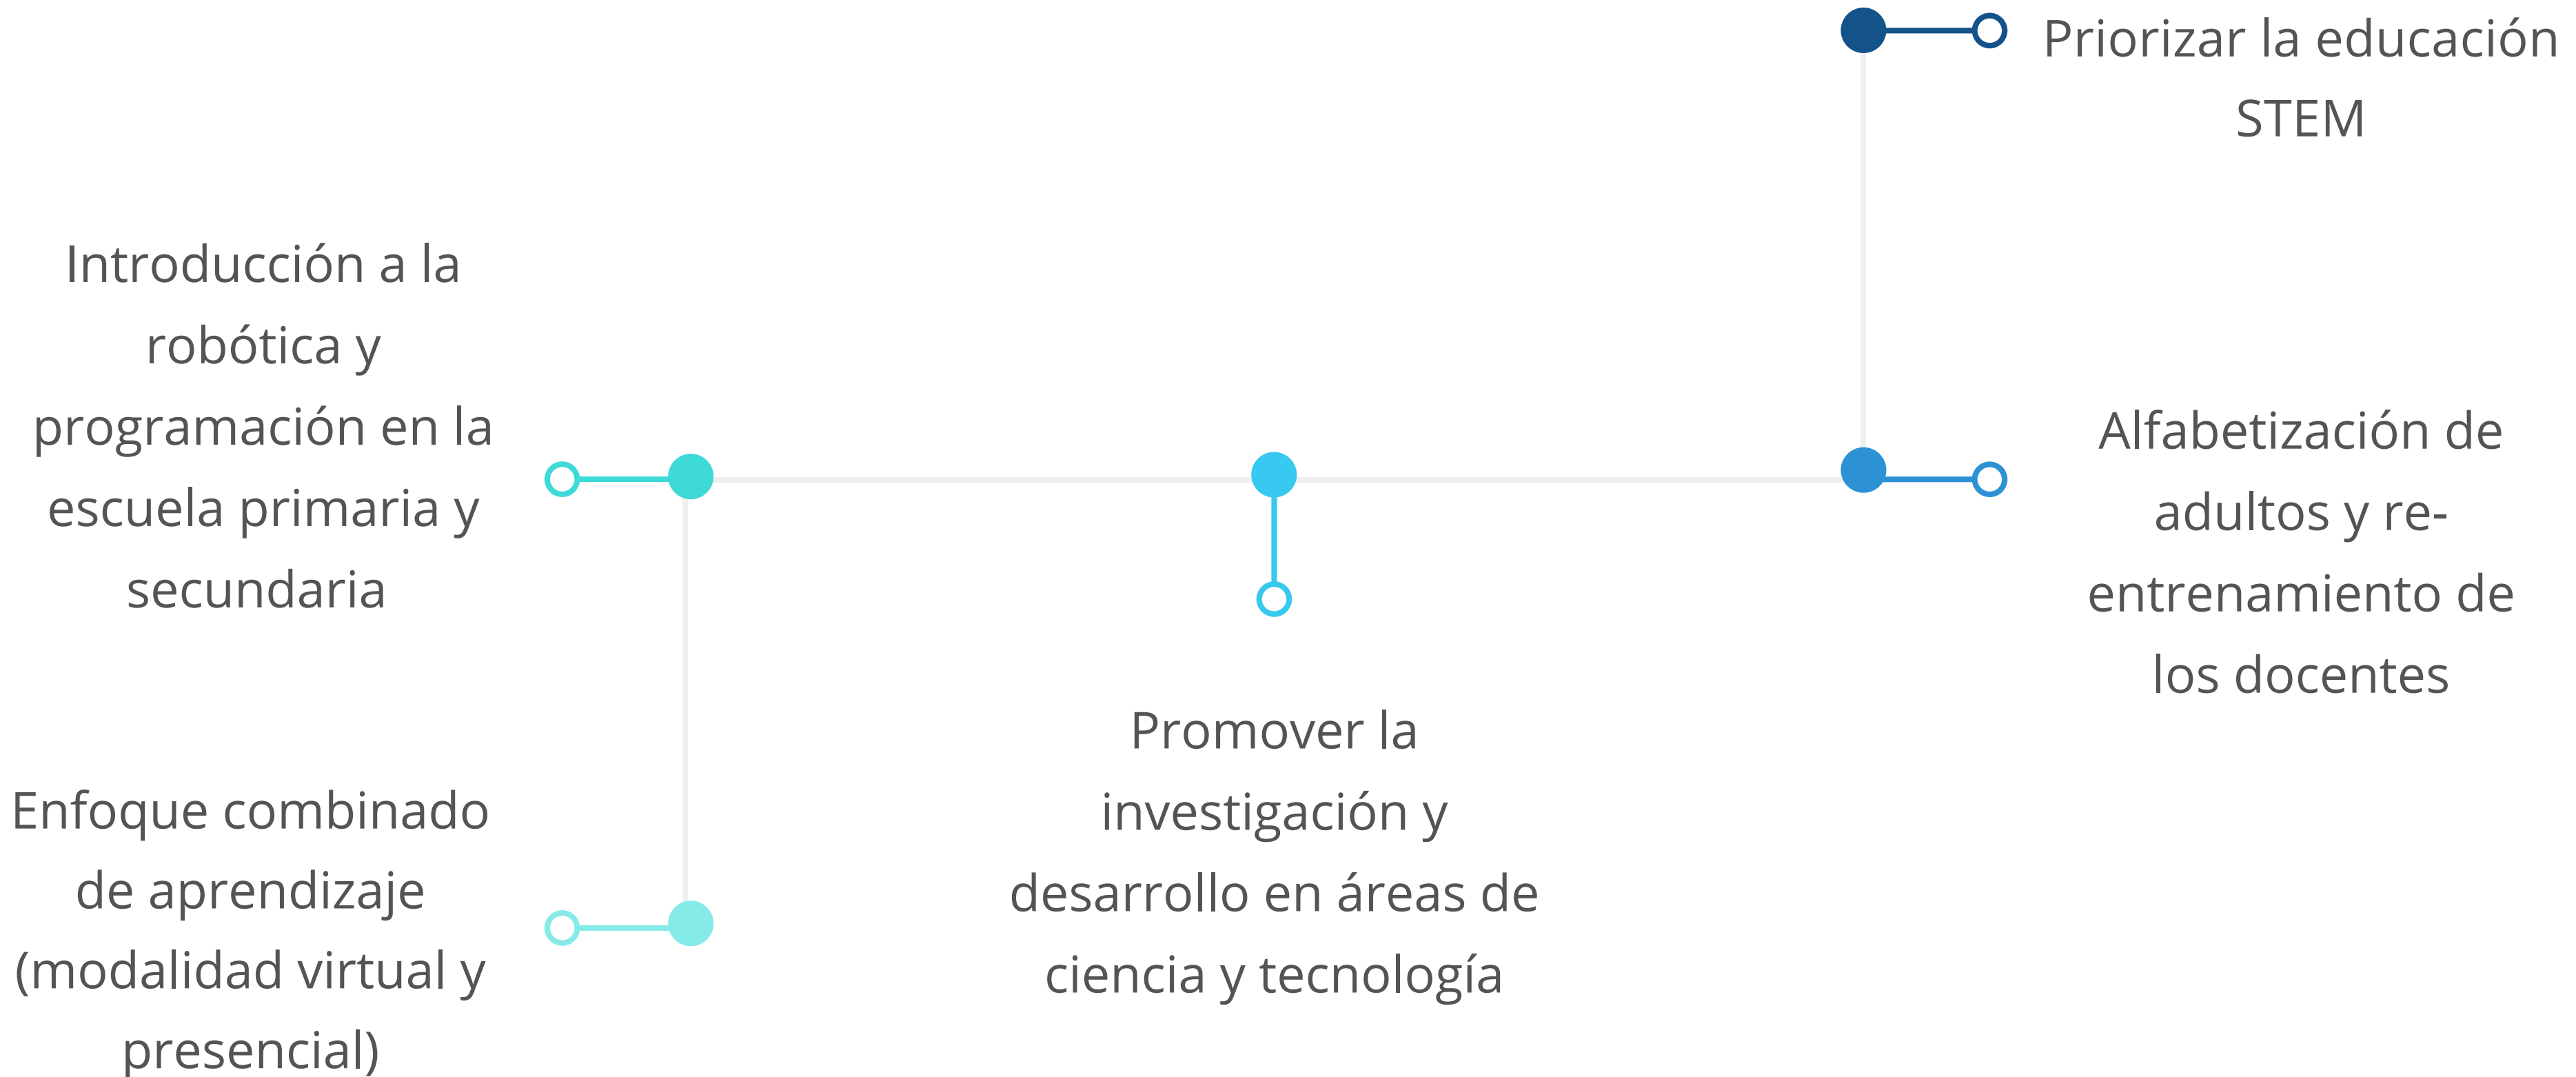 Priorizar la educación
STEM
Introducción a la
robótica y
programación en la
escuela primaria y
secundaria
Alfabetización de
adultos y re-
entrenamiento de
los docentes
Promover la
investigación y
desarrollo en áreas de
ciencia y tecnología
Enfoque combinado
de aprendizaje
(modalidad virtual y
presencial)